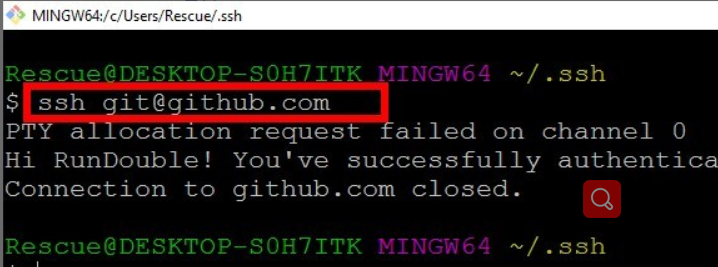 MINGW64:/c/Users/Rescue/.ssh
Rescue@DESKTOP-S0H7ITK MINGW64 ~/.ssh
$ ssh git@github.com
PTY allocation request failed on channel 0
Hi RunDouble! You've successfully authentica
Connection to github.com closed.
Rescue@DESKTOP-S0H7ITK MINGW64 ~/.ssh